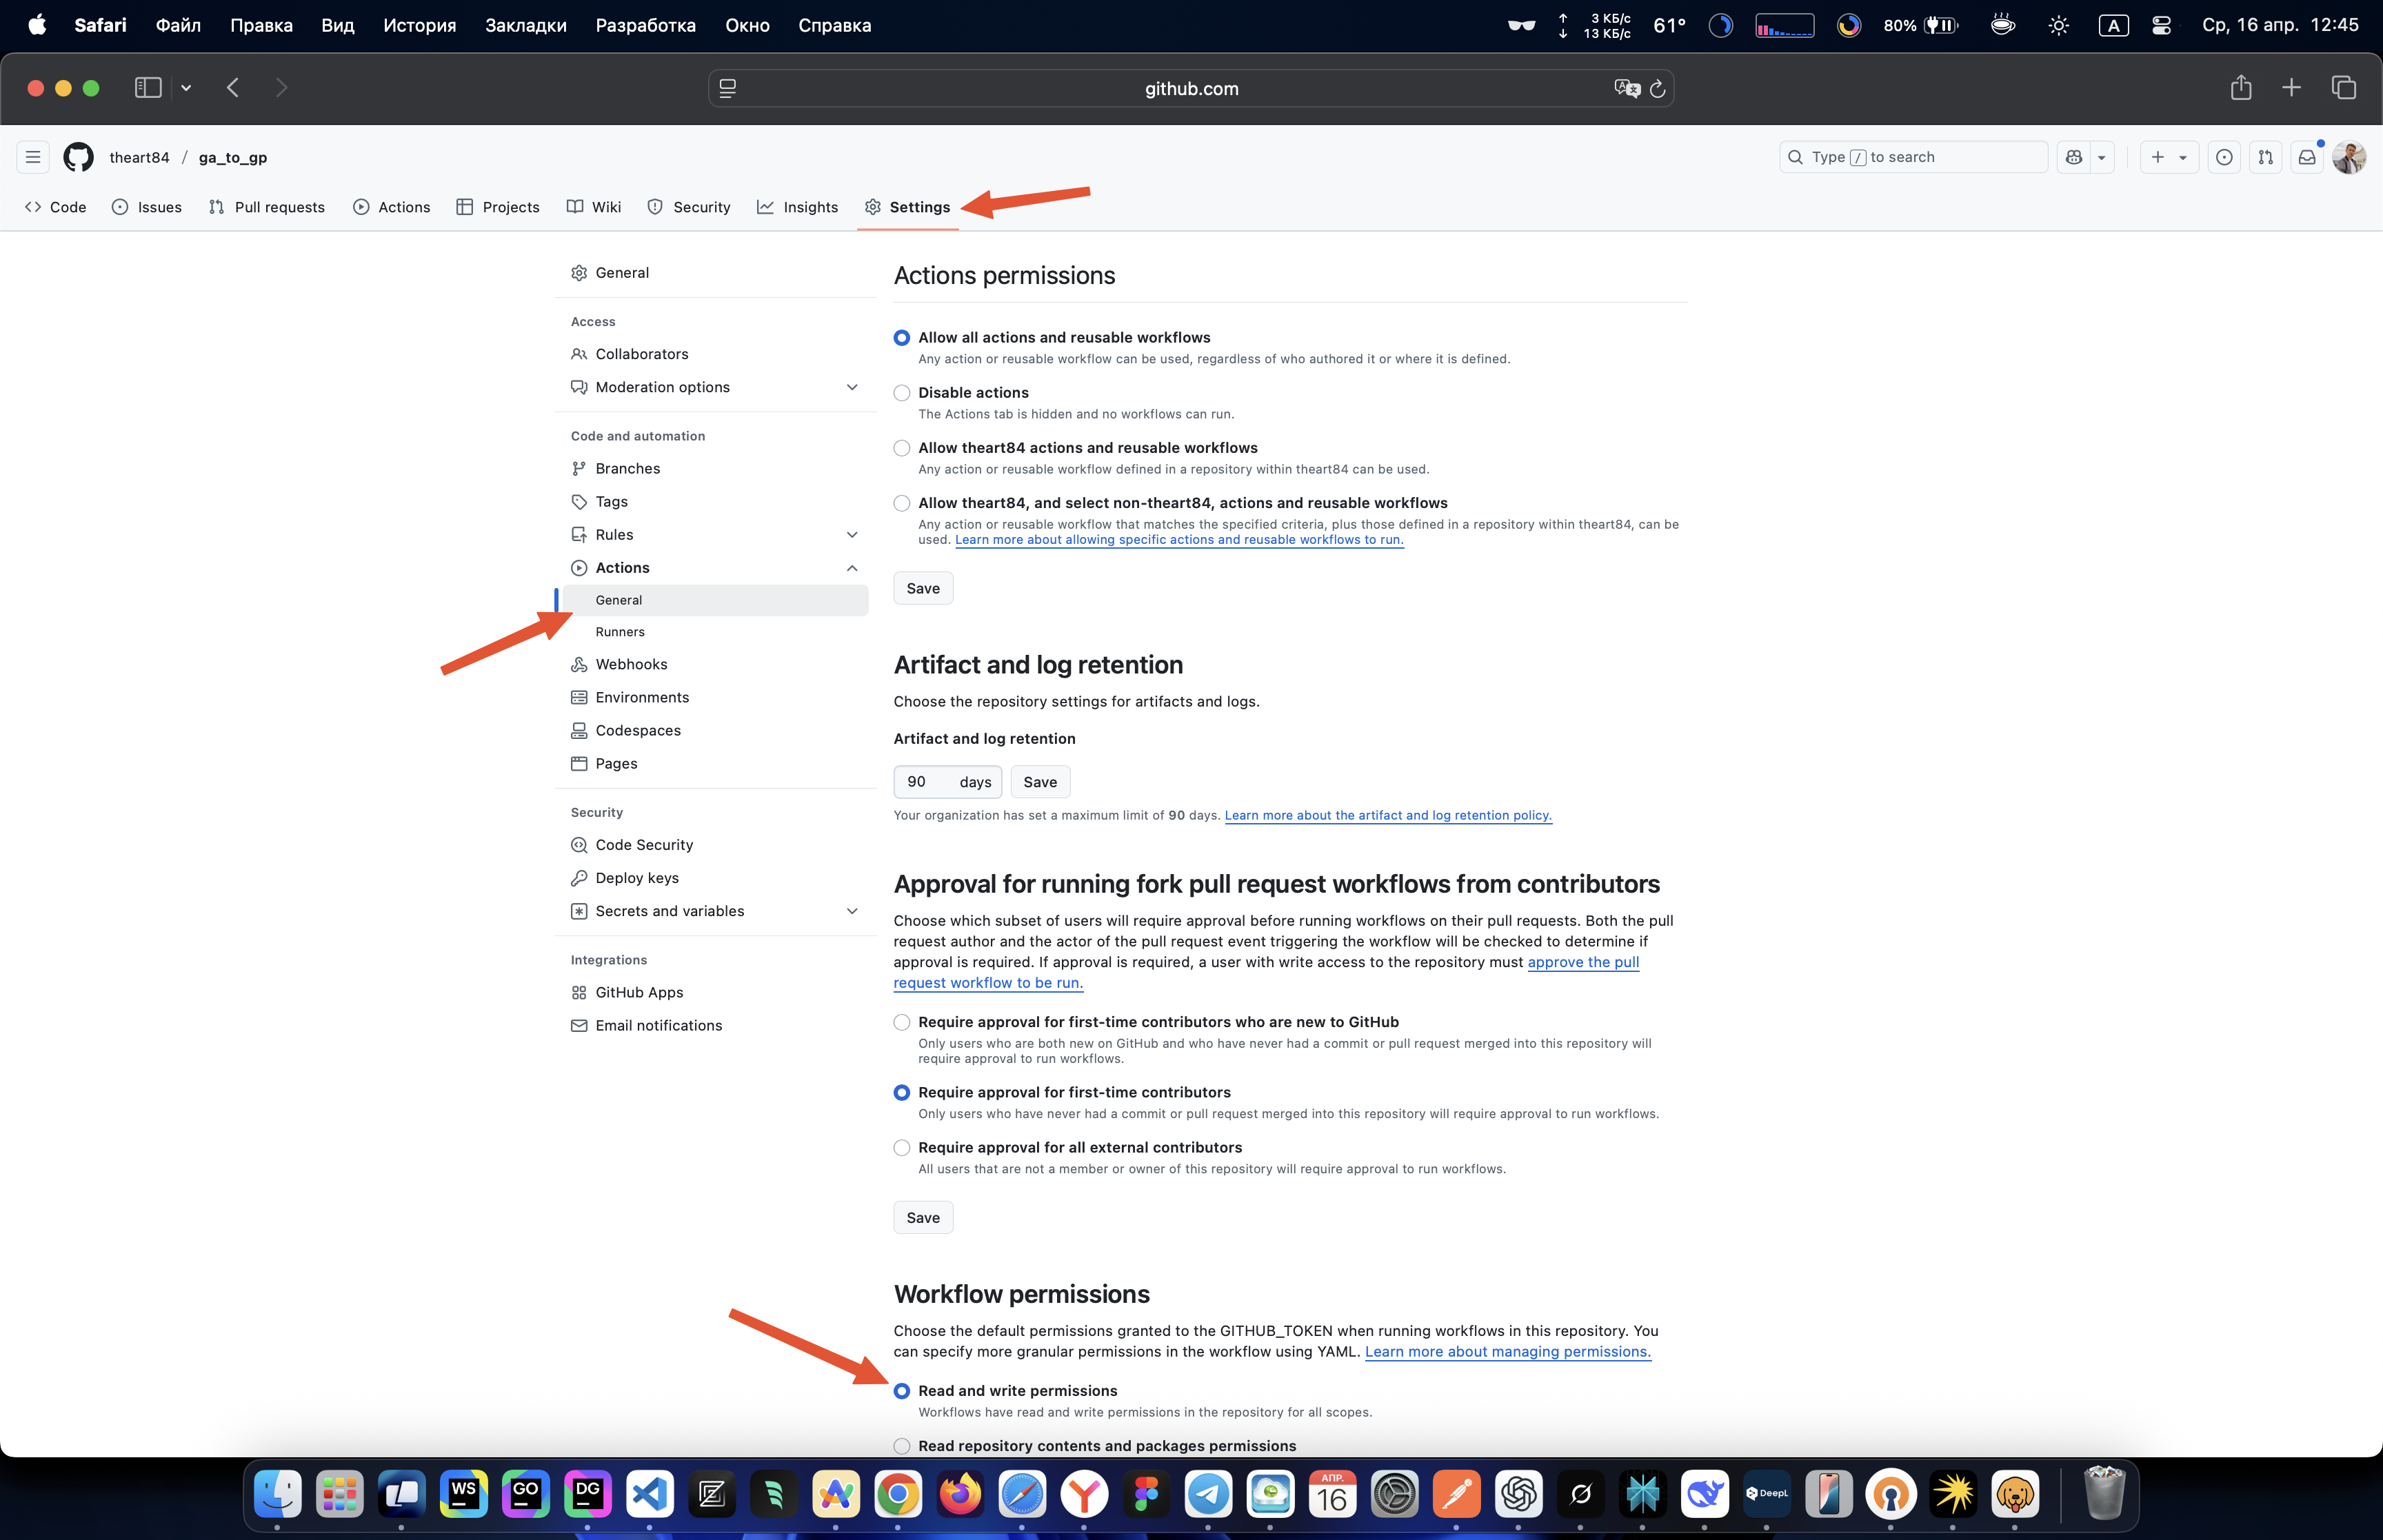 Safari Файл Правка Вид История Закладки Разработка Окно Справка
3 КБ/с
13 КБ/с
61° 80% A Ср, 16 апр. 12:45
github.com
theart84 / ga_to_gp
Type / to search
Code Issues Pull requests Actions Projects Wiki Security Insights Settings
General
Access
Collaborators
Moderation options
Code and automation
Branches
Tags
Rules
Actions
General
Runners
Webhooks
Environments
Codespaces
Pages
Security
Code Security
Deploy keys
Secrets and variables
Integrations
GitHub Apps
Email notifications
Actions permissions
Allow all actions and reusable workflows
Any action or reusable workflow can be used, regardless of who authored it or where it is defined.
Disable actions
The Actions tab is hidden and no workflows can run.
Allow theart84 actions and reusable workflows
Any action or reusable workflow defined in a repository within theart84 can be used.
Allow theart84, and select non-theart84, actions and reusable workflows
Any action or reusable workflow that matches the specified criteria, plus those defined in a repository within theart84, can be
used. Learn more about allowing specific actions and reusable workflows to run.
Save
Artifact and log retention
Choose the repository settings for artifacts and logs.
Artifact and log retention
90 days Save
Your organization has set a maximum limit of 90 days. Learn more about the artifact and log retention policy.
Approval for running fork pull request workflows from contributors
Choose which subset of users will require approval before running workflows on their pull requests. Both the pull
request author and the actor of the pull request event triggering the workflow will be checked to determine if
approval is required. If approval is required, a user with write access to the repository must approve the pull
request workflow to be run.
Require approval for first-time contributors who are new to GitHub
Only users who are both new on GitHub and who have never had a commit or pull request merged into this repository will
require approval to run workflows.
Require approval for first-time contributors
Only users who have never had a commit or pull request merged into this repository will require approval to run workflows.
Require approval for all external contributors
All users that are not a member or owner of this repository will require approval to run workflows.
Save
Workflow permissions
Choose the default permissions granted to the GITHUB_TOKEN when running workflows in this repository. You
can specify more granular permissions in the workflow using YAML. Learn more about managing permissions.
Read and write permissions
Workflows have read and write permissions in the repository for all scopes.
Read repository contents and packages permissions
WS GO DG АПР. 16 DeepL